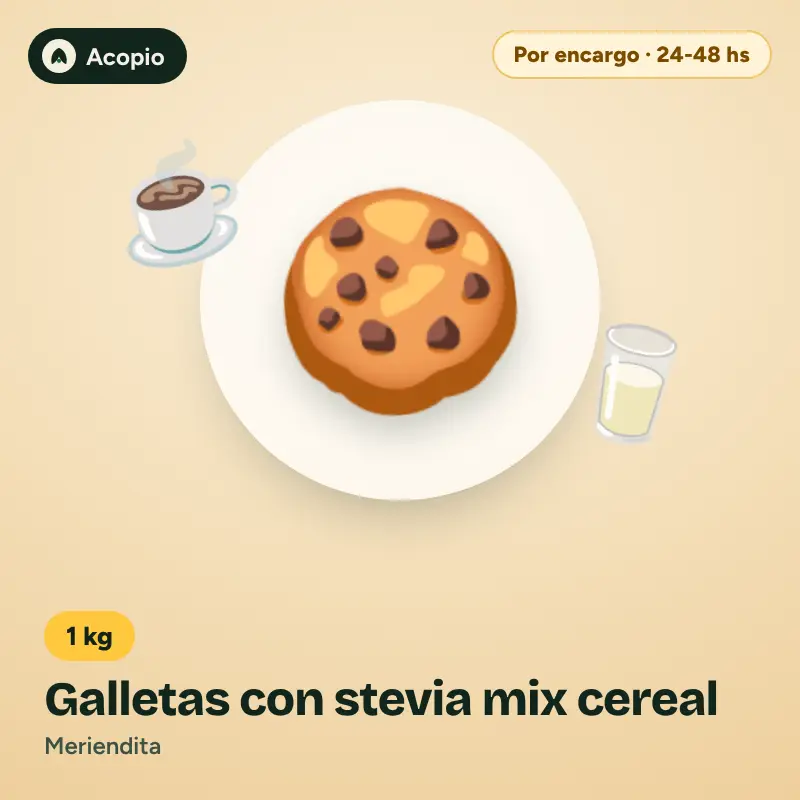 Acopio
Por encargo · 24-48 hs
1 kg
Galletas con stevia mix cereal
Meriendita